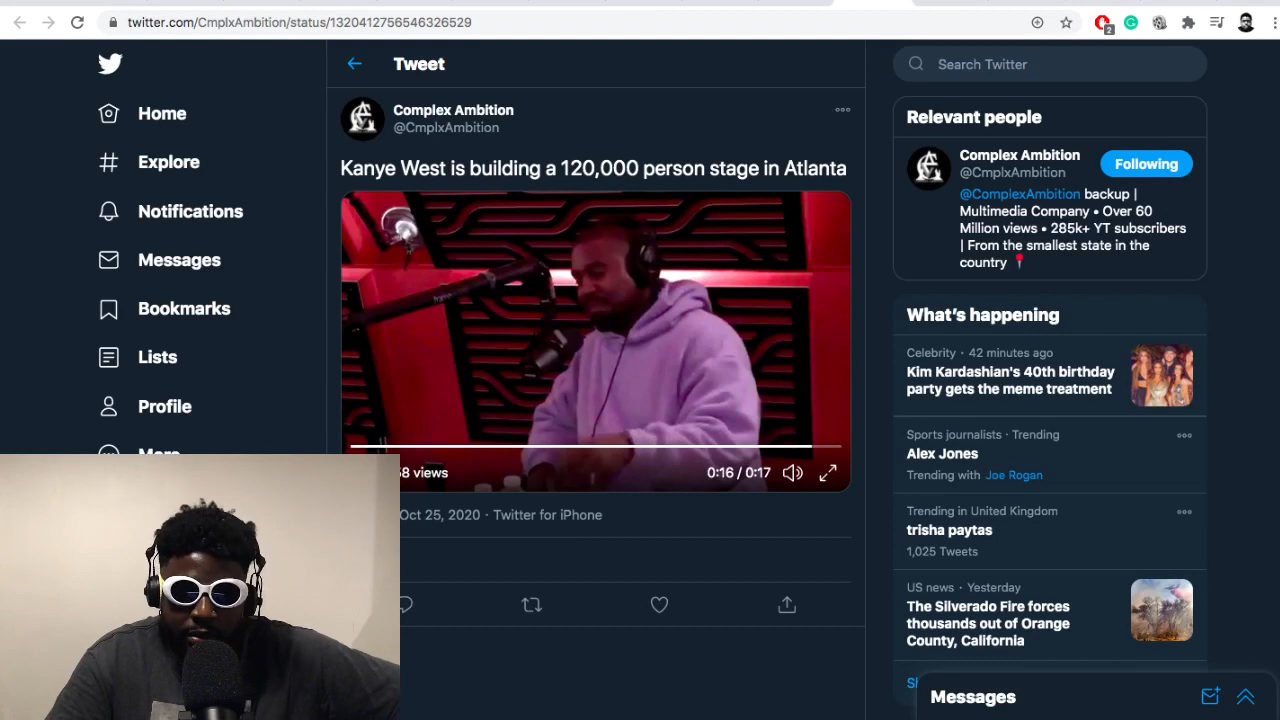 twitter.com/CmplxAmbition/status/1320412756546326529
2
Home
Explore
Notifications
Messages
Bookmarks
Lists
Profile
More
Tweet
Complex Ambition
@CmplxAmbition
Kanye West is building a 120,000 person stage in Atlanta
views
0:16 / 0:17
Oct 25, 2020 · Twitter for iPhone
Search Twitter
Relevant people
Complex Ambition
@CmplxAmbition
Following
@ComplexAmbition backup |
Multimedia Company • Over 60
Million views • 285k+ YT subscribers
| From the smallest state in the
country
What's happening
Celebrity · 42 minutes ago
Kim Kardashian's 40th birthday
party gets the meme treatment
Sports journalists · Trending
Alex Jones
Trending with Joe Rogan
Trending in United Kingdom
trisha paytas
1,025 Tweets
US news · Yesterday
The Silverado Fire forces
thousands out of Orange
County, California
Messages